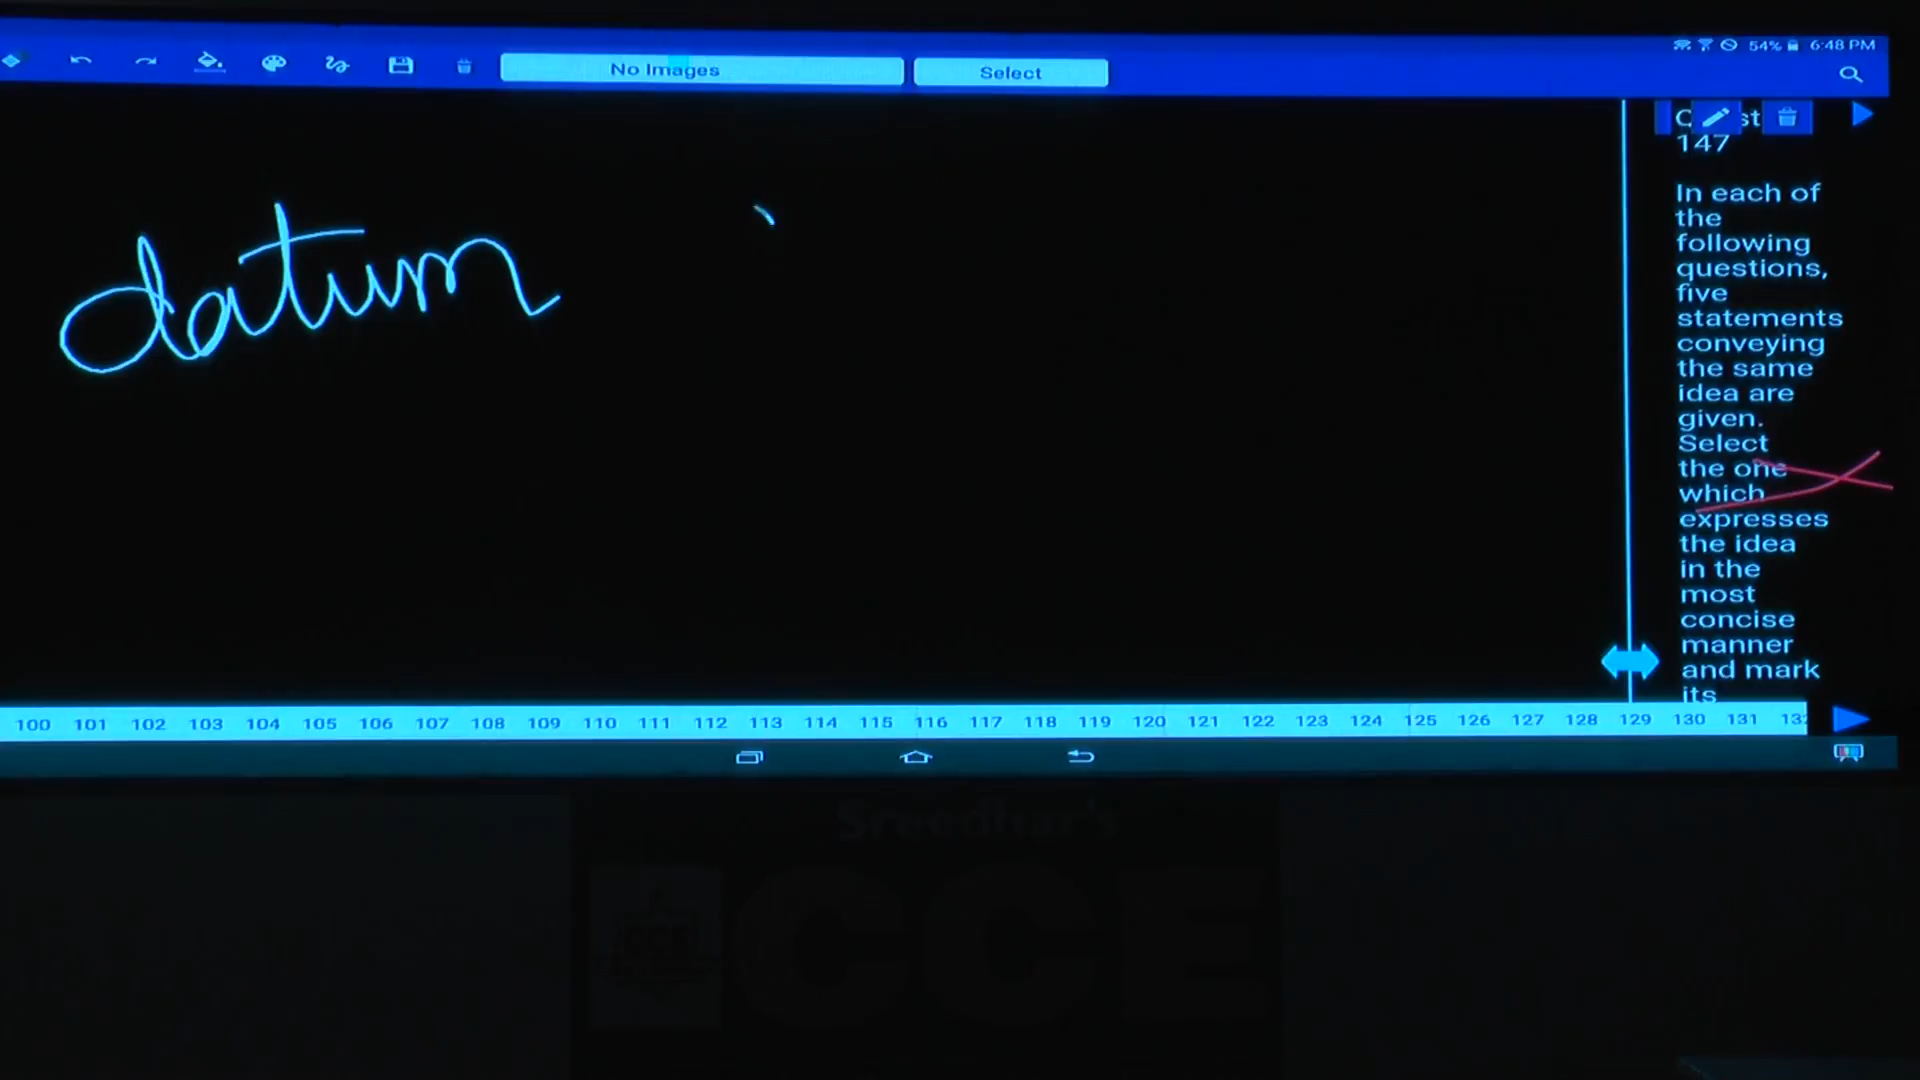 54% 6:48 PM
No Images
Select
147
In each of
the
following
questions,
five
statements
conveying
the same
idea are
given.
Select
the one
which
expresses
the idea
in the
most
concise
manner
and mark
its
datum
100 101 102 103 104 105 106 107 108 109 110 111 112 113 114 115 116 117 118 119 120 121 122 123 124 125 126 127 128 129 130 131
Sreedhar's
CCE